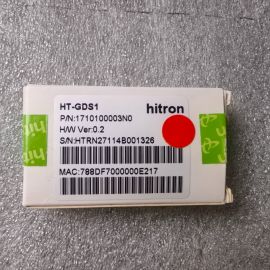 HT-GDS1
hitron
P/N:1710100003N0
H/W Ver:0.2
S/N:HTRN27114B001326
MAC:788DF7000000E217